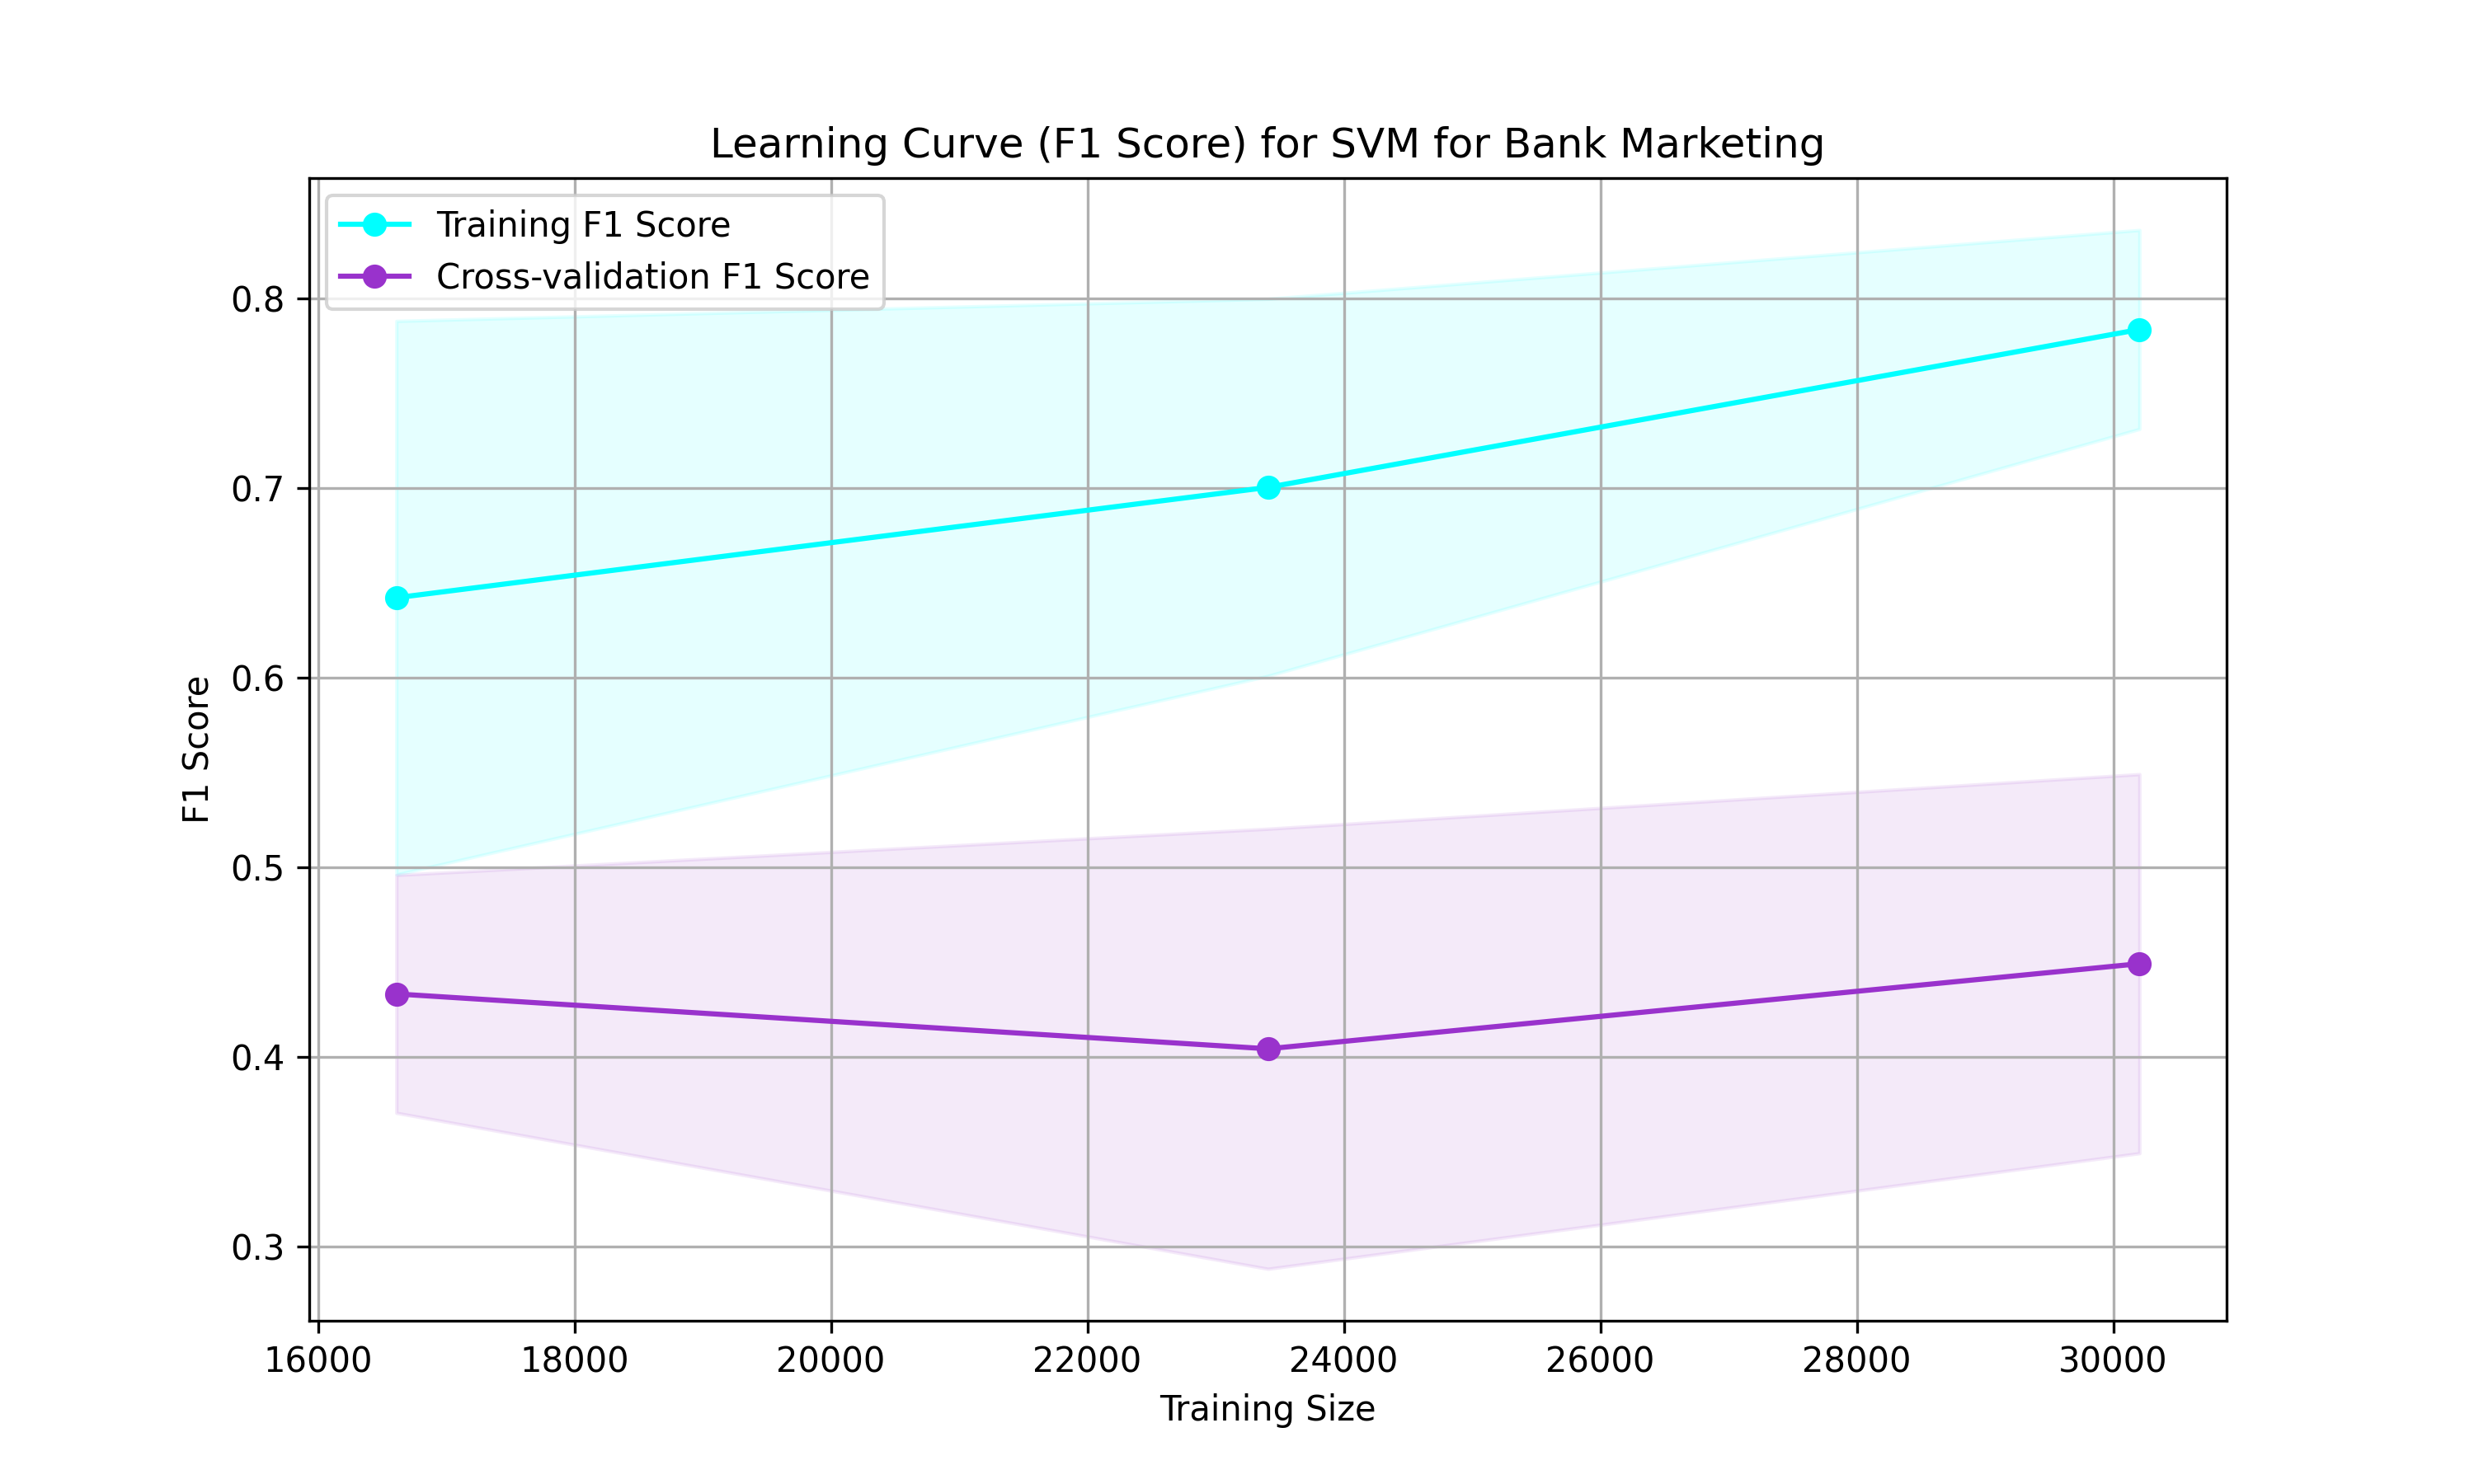 Learning Curve (F1 Score) for SVM for Bank Marketing
Training F1 Score
Cross-validation F1 Score
0.8
0.7
0.6
0.5
0.4
0.3
F1 Score
16000 18000 20000 22000 24000 26000 28000 30000
Training Size